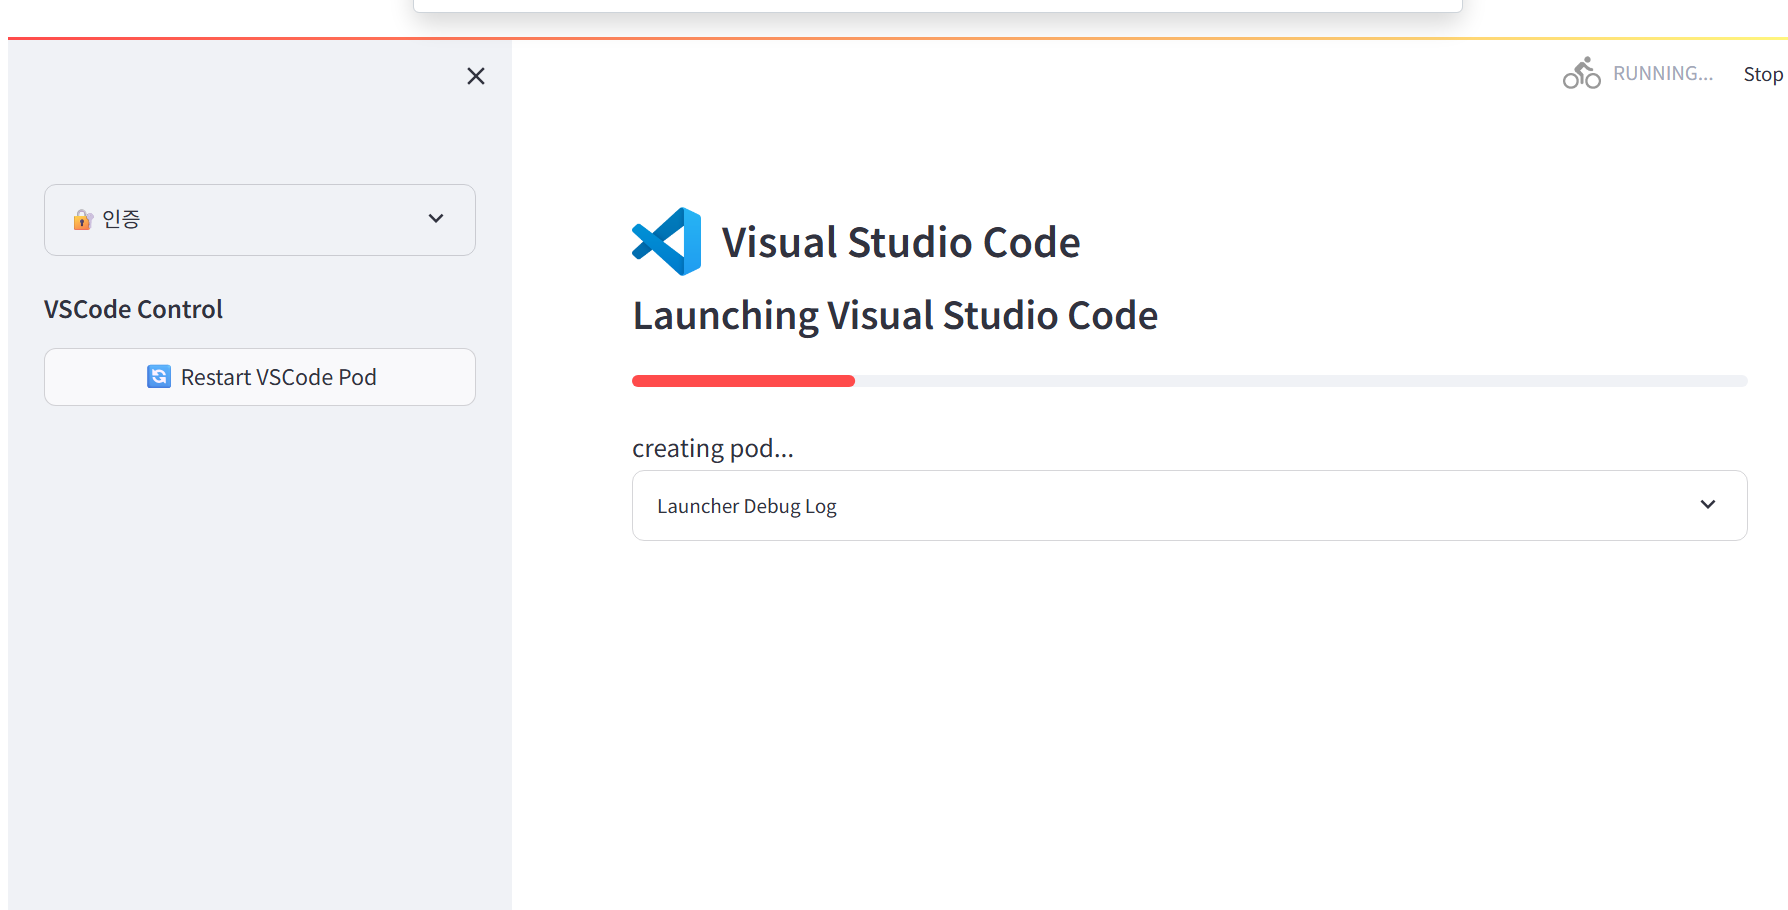 RUNNING...
Stop
인증
VSCode Control
Restart VSCode Pod
Visual Studio Code
Launching Visual Studio Code
creating pod...
Launcher Debug Log